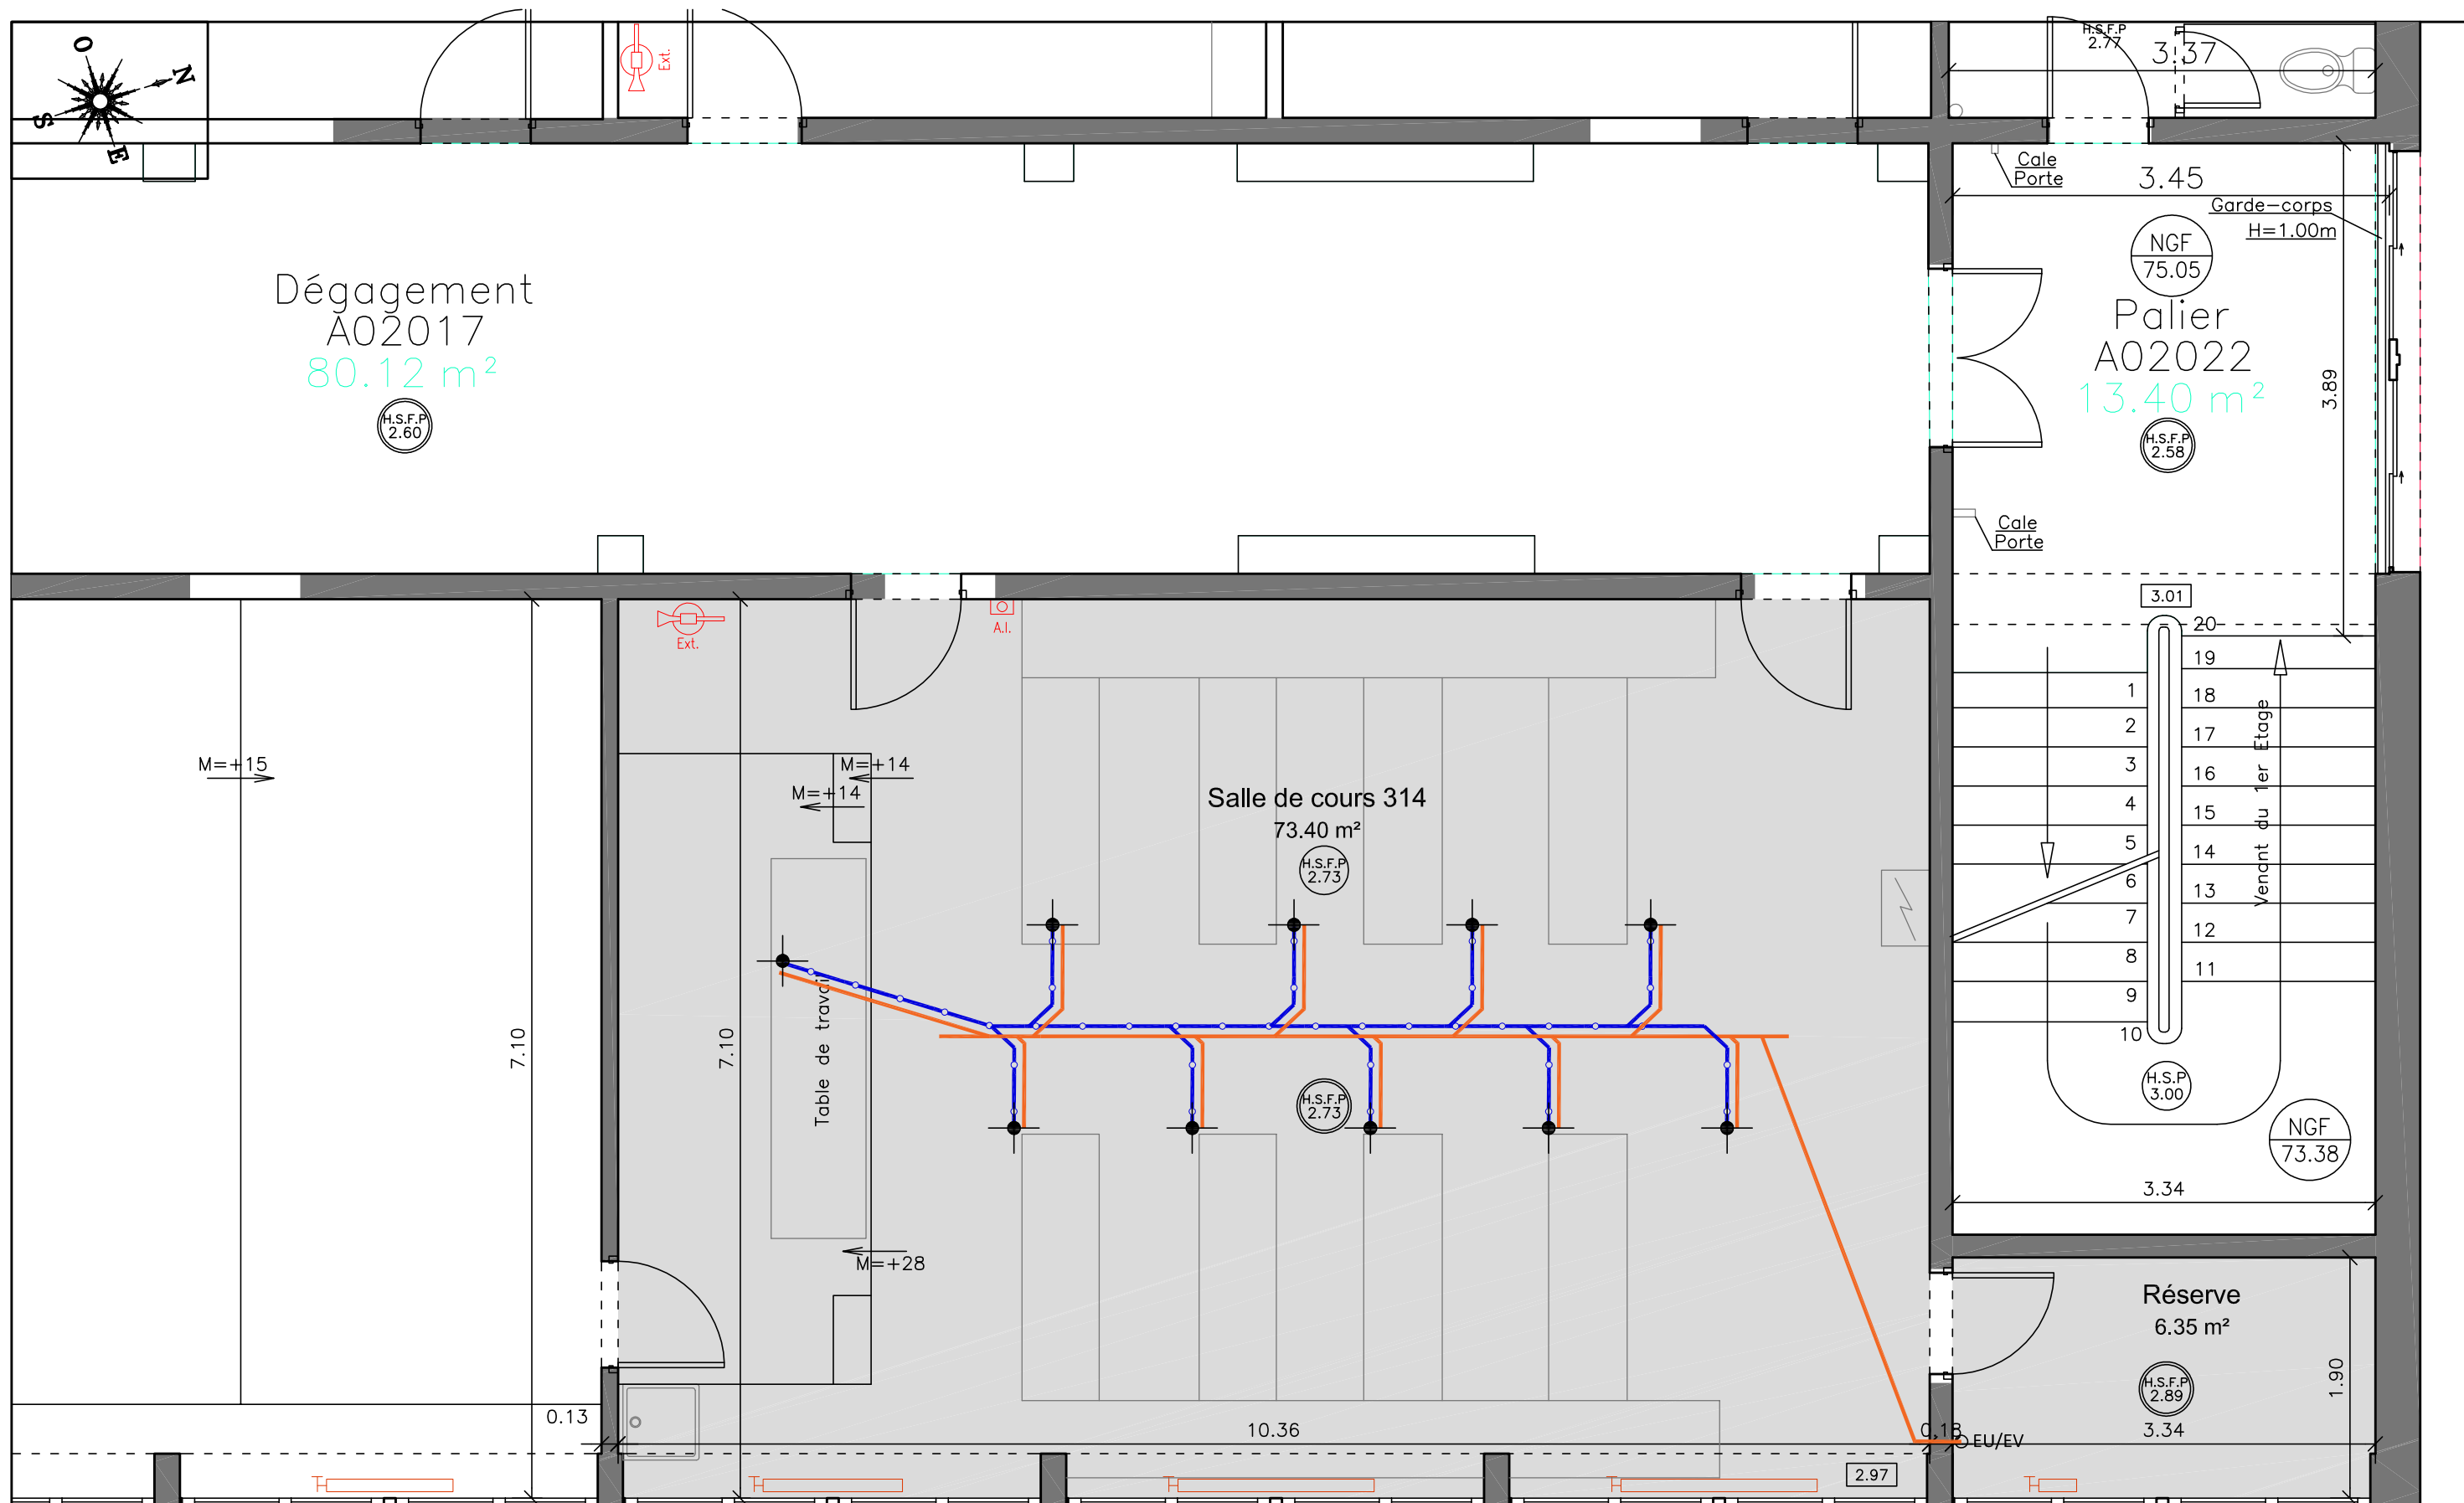 O
N
S
E
Ext.
H.S.F.P
2.77
3.37
Cale
Porte
3.45
Garde-corps
H=1.00m
NGF
75.05
Dégagement
A02017
80.12 m²
H.S.F.P
2.60
Palier
A02022
13.40 m²
H.S.F.P
2.58
3.89
Cale
Porte
3.01
Ext.
A.I.
20
19
18
17
16
15
14
13
12
11
1
2
3
4
5
6
7
8
9
10
Venant du 1er Etage
M=+15
M=+14
M=+14
Salle de cours 314
73.40 m²
H.S.F.P
2.73
Table de travail
7.10
7.10
H.S.F.P
2.73
H.S.P
3.00
NGF
73.38
3.34
M=+28
Réserve
6.35 m²
H.S.F.P
2.89
1.90
0.13
10.36
0.18
3.34
EU/EV
2.97